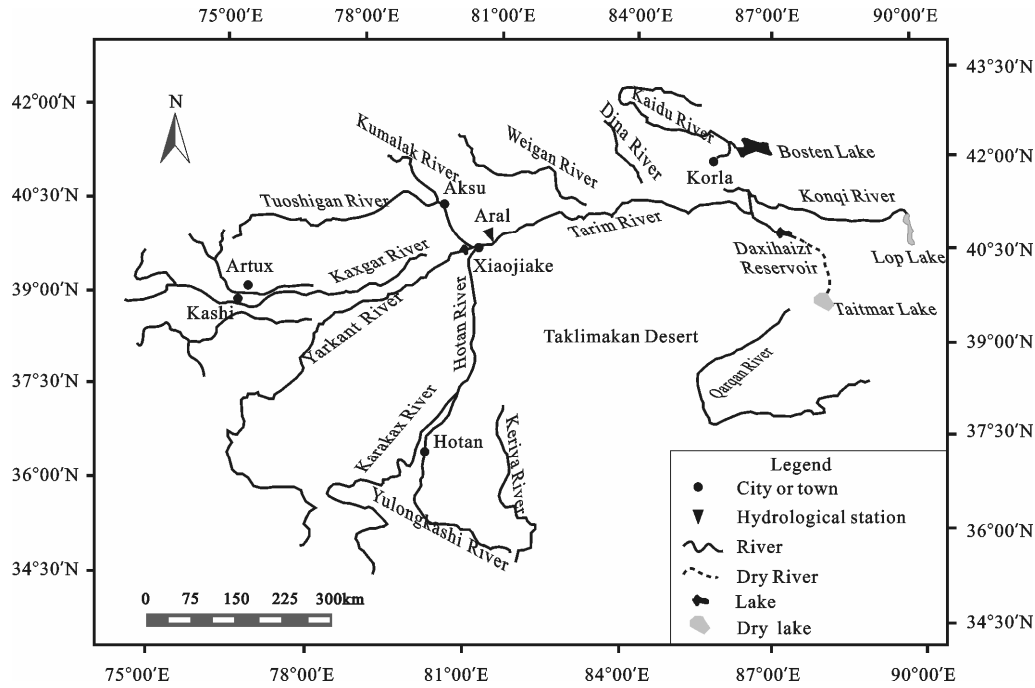 75°00′E 79°00′E 81°00′E 84°00′E 87°00′E 90°00′E
43°30′N
42°00′N
N
Kaidu River
Dina River
Kumalak River
Weigan River
Bosten Lake
42°00′N
Korla
40°30′N
Aksu
Tuoshigan River
Konqi River
Aral
Tarim River
Daxihaizi
Reservoir
40°30′N
Lop Lake
Kaxgar River
Xiaojiake
Artux
39°00′N
Kashi
Taitmar Lake
Yarkant River
Hotan River
Taklimakan Desert
39°00′N
Qarqan River
37°30′N
Karakax River
Keriya River
Hotan
37°30′N
36°00′N
Yulongkashi River
Legend
City or town
Hydrological station
36°00′N
River
34°30′N
Dry River
0 75 150 225 300km
Lake
Dry lake
34°30′N
75°00′E 78°00′E 81°00′E 84°00′E 87°00′E 90°00′E